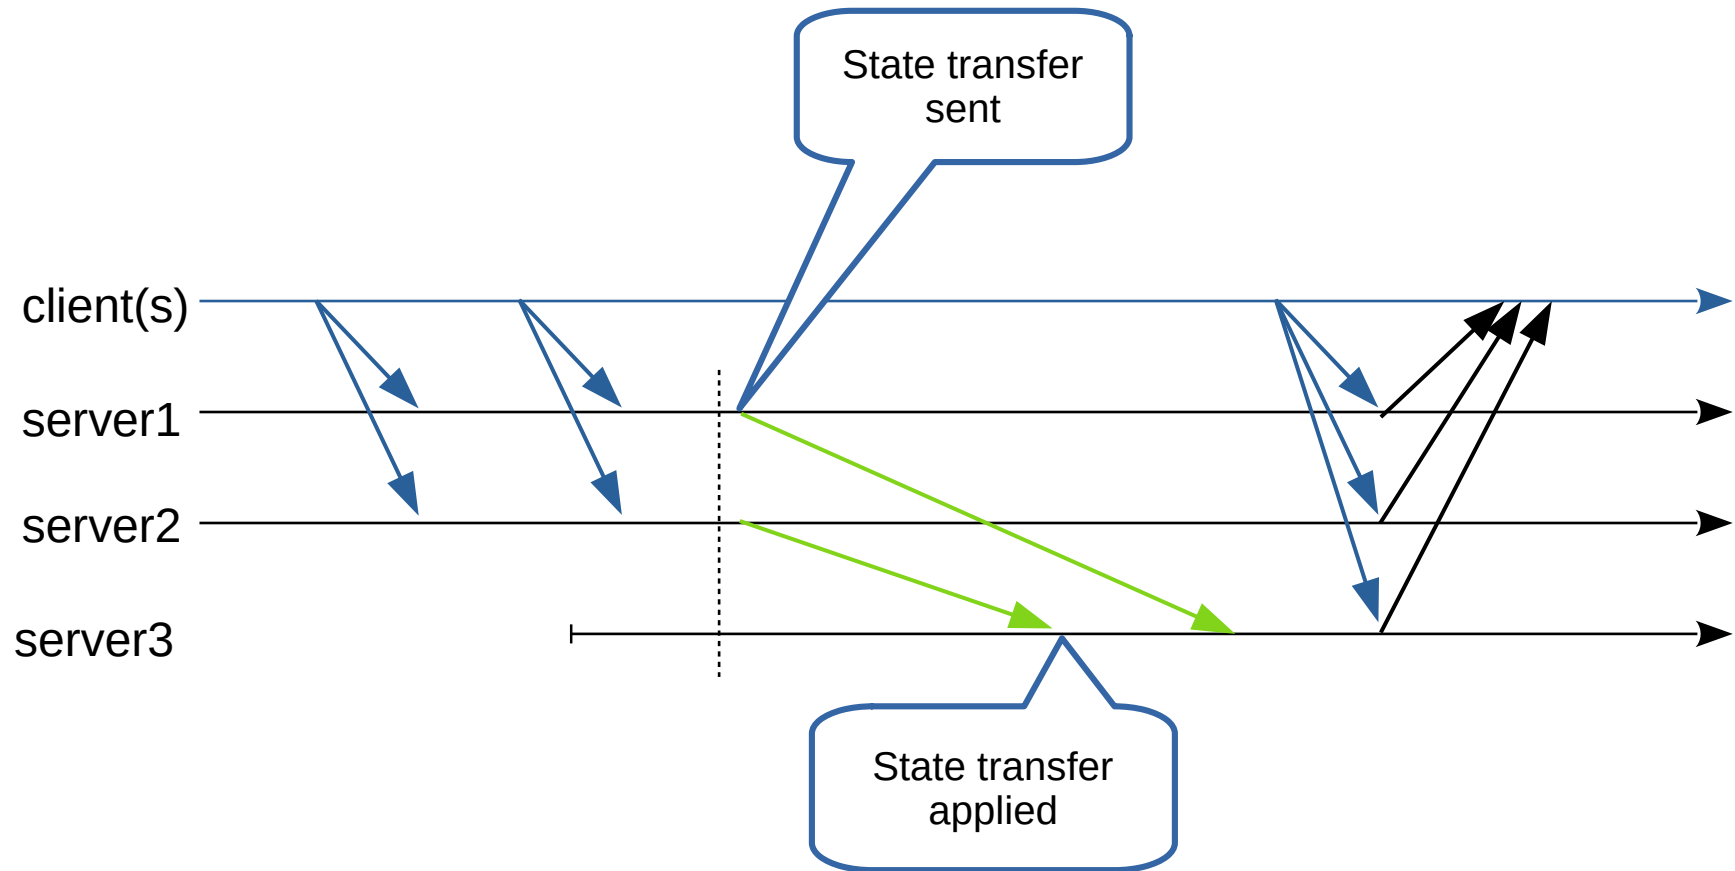 State transfer
sent
client(s)
server1
server2
server3
State transfer
applied